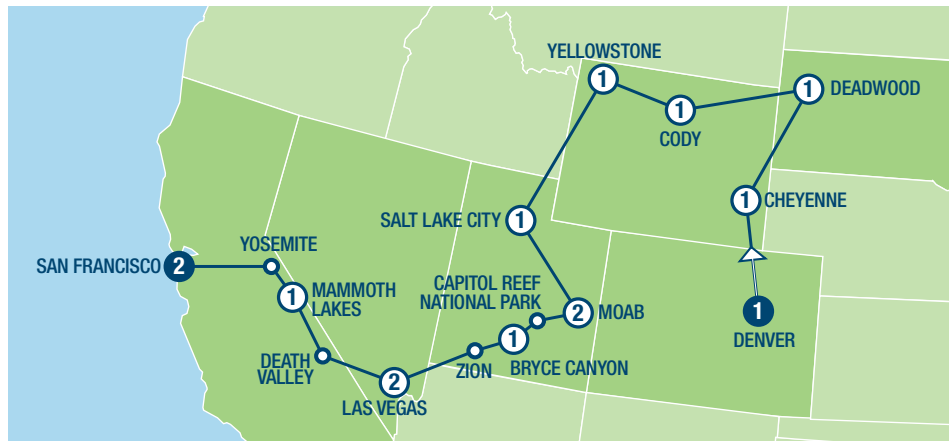 YELLOWSTONE
1
1
CODY
1
DEADWOOD
1
CHEYENNE
SALT LAKE CITY
1
YOSEMITE
SAN FRANCISCO
2
1
MAMMOTH
LAKES
CAPITOL REEF
NATIONAL PARK
2
MOAB
1
DENVER
DEATH
VALLEY
ZION
1
BRYCE CANYON
2
LAS VEGAS